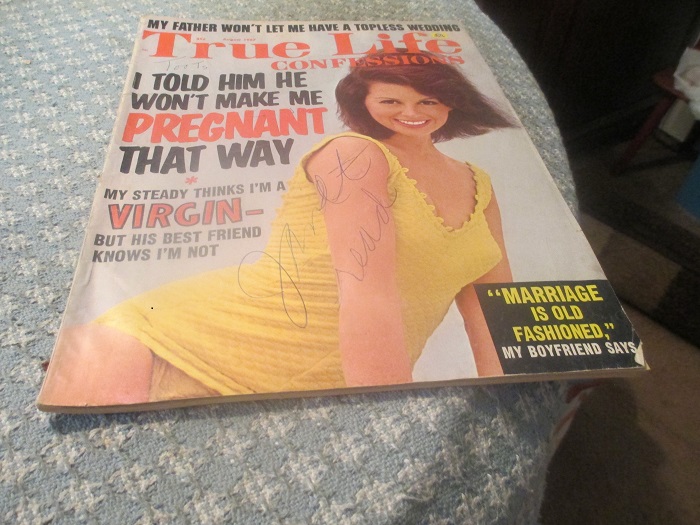 MY FATHER WON'T LET ME HAVE A TOPLESS WEDDING
True Life
CONFESSIONS
I TOLD HIM HE
WON'T MAKE ME
PREGNANT
THAT WAY
*
MY STEADY THINKS I'M A
VIRGIN–
BUT HIS BEST FRIEND
KNOWS I'M NOT
"MARRIAGE
IS OLD
FASHIONED,"
MY BOYFRIEND SAYS